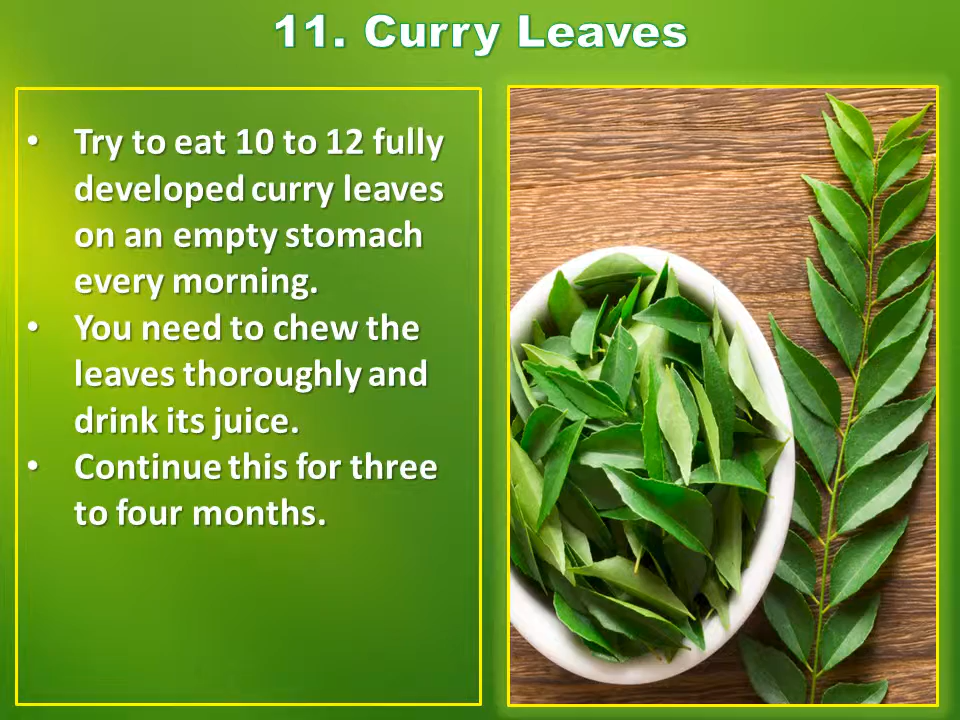 11. Curry Leaves
• Try to eat 10 to 12 fully
developed curry leaves
on an empty stomach
every morning.
• You need to chew the
leaves thoroughly and
drink its juice.
• Continue this for three
to four months.